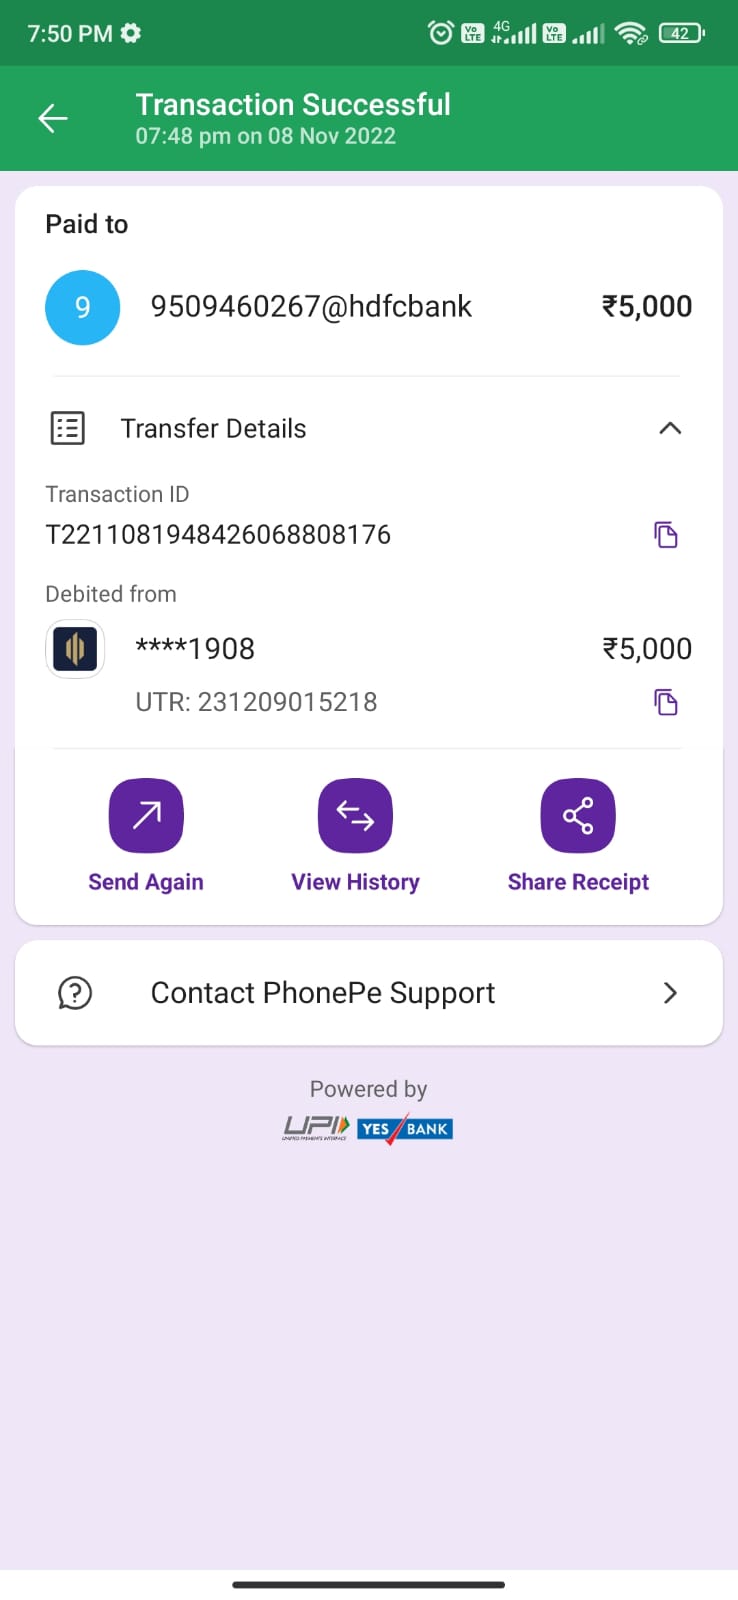 7:50 PM
Vo LTE 4G Vo LTE 42
Transaction Successful
07:48 pm on 08 Nov 2022
Paid to
9 9509460267@hdfcbank ₹5,000
Transfer Details
Transaction ID
T2211081948426068808176
Debited from
****1908 ₹5,000
UTR: 231209015218
Send Again View History Share Receipt
Contact PhonePe Support
Powered by
UPI YES BANK
UNIFIED PAYMENTS INTERFACE